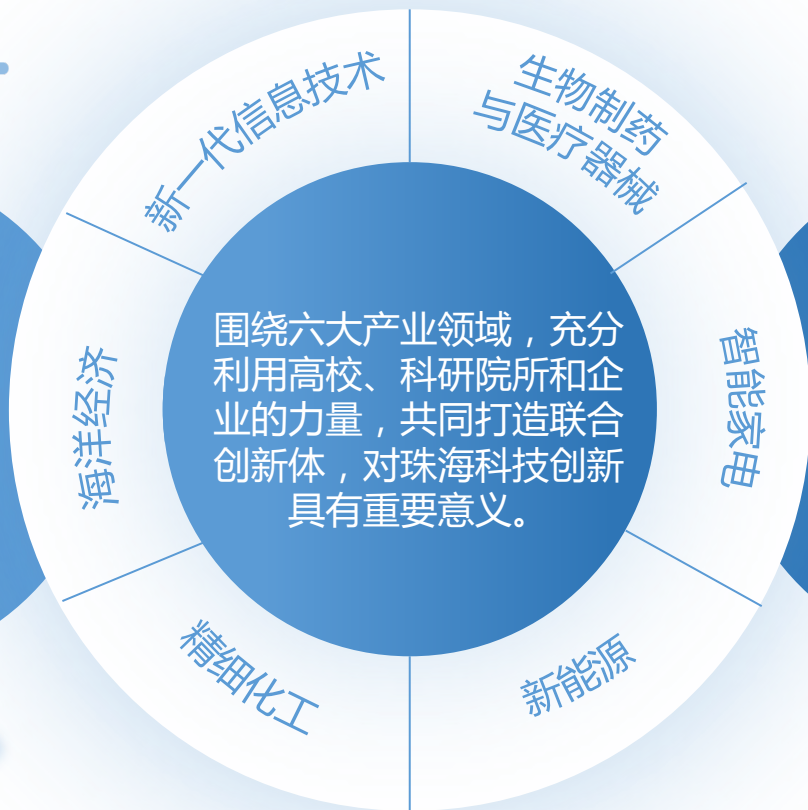 新一代信息技术
生物制药
与医疗器械
智能家电
新能源
精细化工
海洋经济
围绕六大产业领域，充分
利用高校、科研院所和企
业的力量，共同打造联合
创新体，对珠海科技创新
具有重要意义。